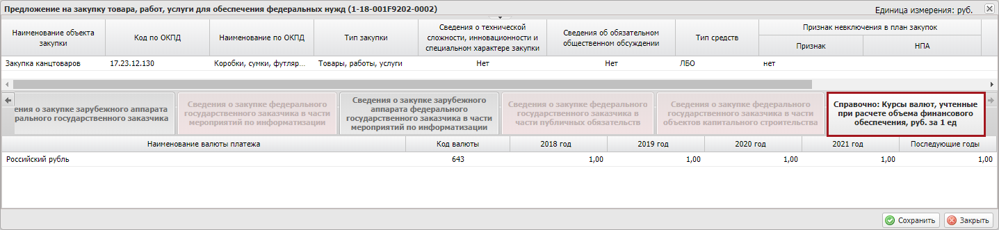 Предложение на закупку товара, работ, услуги для обеспечения федеральных нужд (1-18-001F9202-0002)
Единица измерения: руб.
Наименование объекта
закупки
Код по ОКПД
Наименование по ОКПД
Тип закупки
Сведения о технической
сложности, инновационности и
специальном характере закупки
Сведения об обязательном
общественном обсуждении
Тип средств
Признак невключения в план закупок
Признак
НПА
Закупка канцтоваров
17.23.12.130
Коробки, сумки, футляр...
Товары, работы, услуги
Нет
Нет
ЛБО
нет
ения о закупке зарубежного аппарата
рального государственного заказчика
Сведения о закупке федерального
государственного заказчика в части
мероприятий по информатизации
Сведения о закупке зарубежного
аппарата федерального
государственного заказчика в части
мероприятий по информатизации
Сведения о закупке федерального
государственного заказчика в
части публичных обязательств
Сведения о закупке федерального
государственного заказчика в части
объектов капитального строительства
Справочно: Курсы валют, учтенные
при расчете объема финансового
обеспечения, руб. за 1 ед
Наименование валюты платежа
Код валюты
2018 год
2019 год
2020 год
2021 год
Последующие годы
Российский рубль
643
1,00
1,00
1,00
1,00
1,00
Сохранить
Закрыть